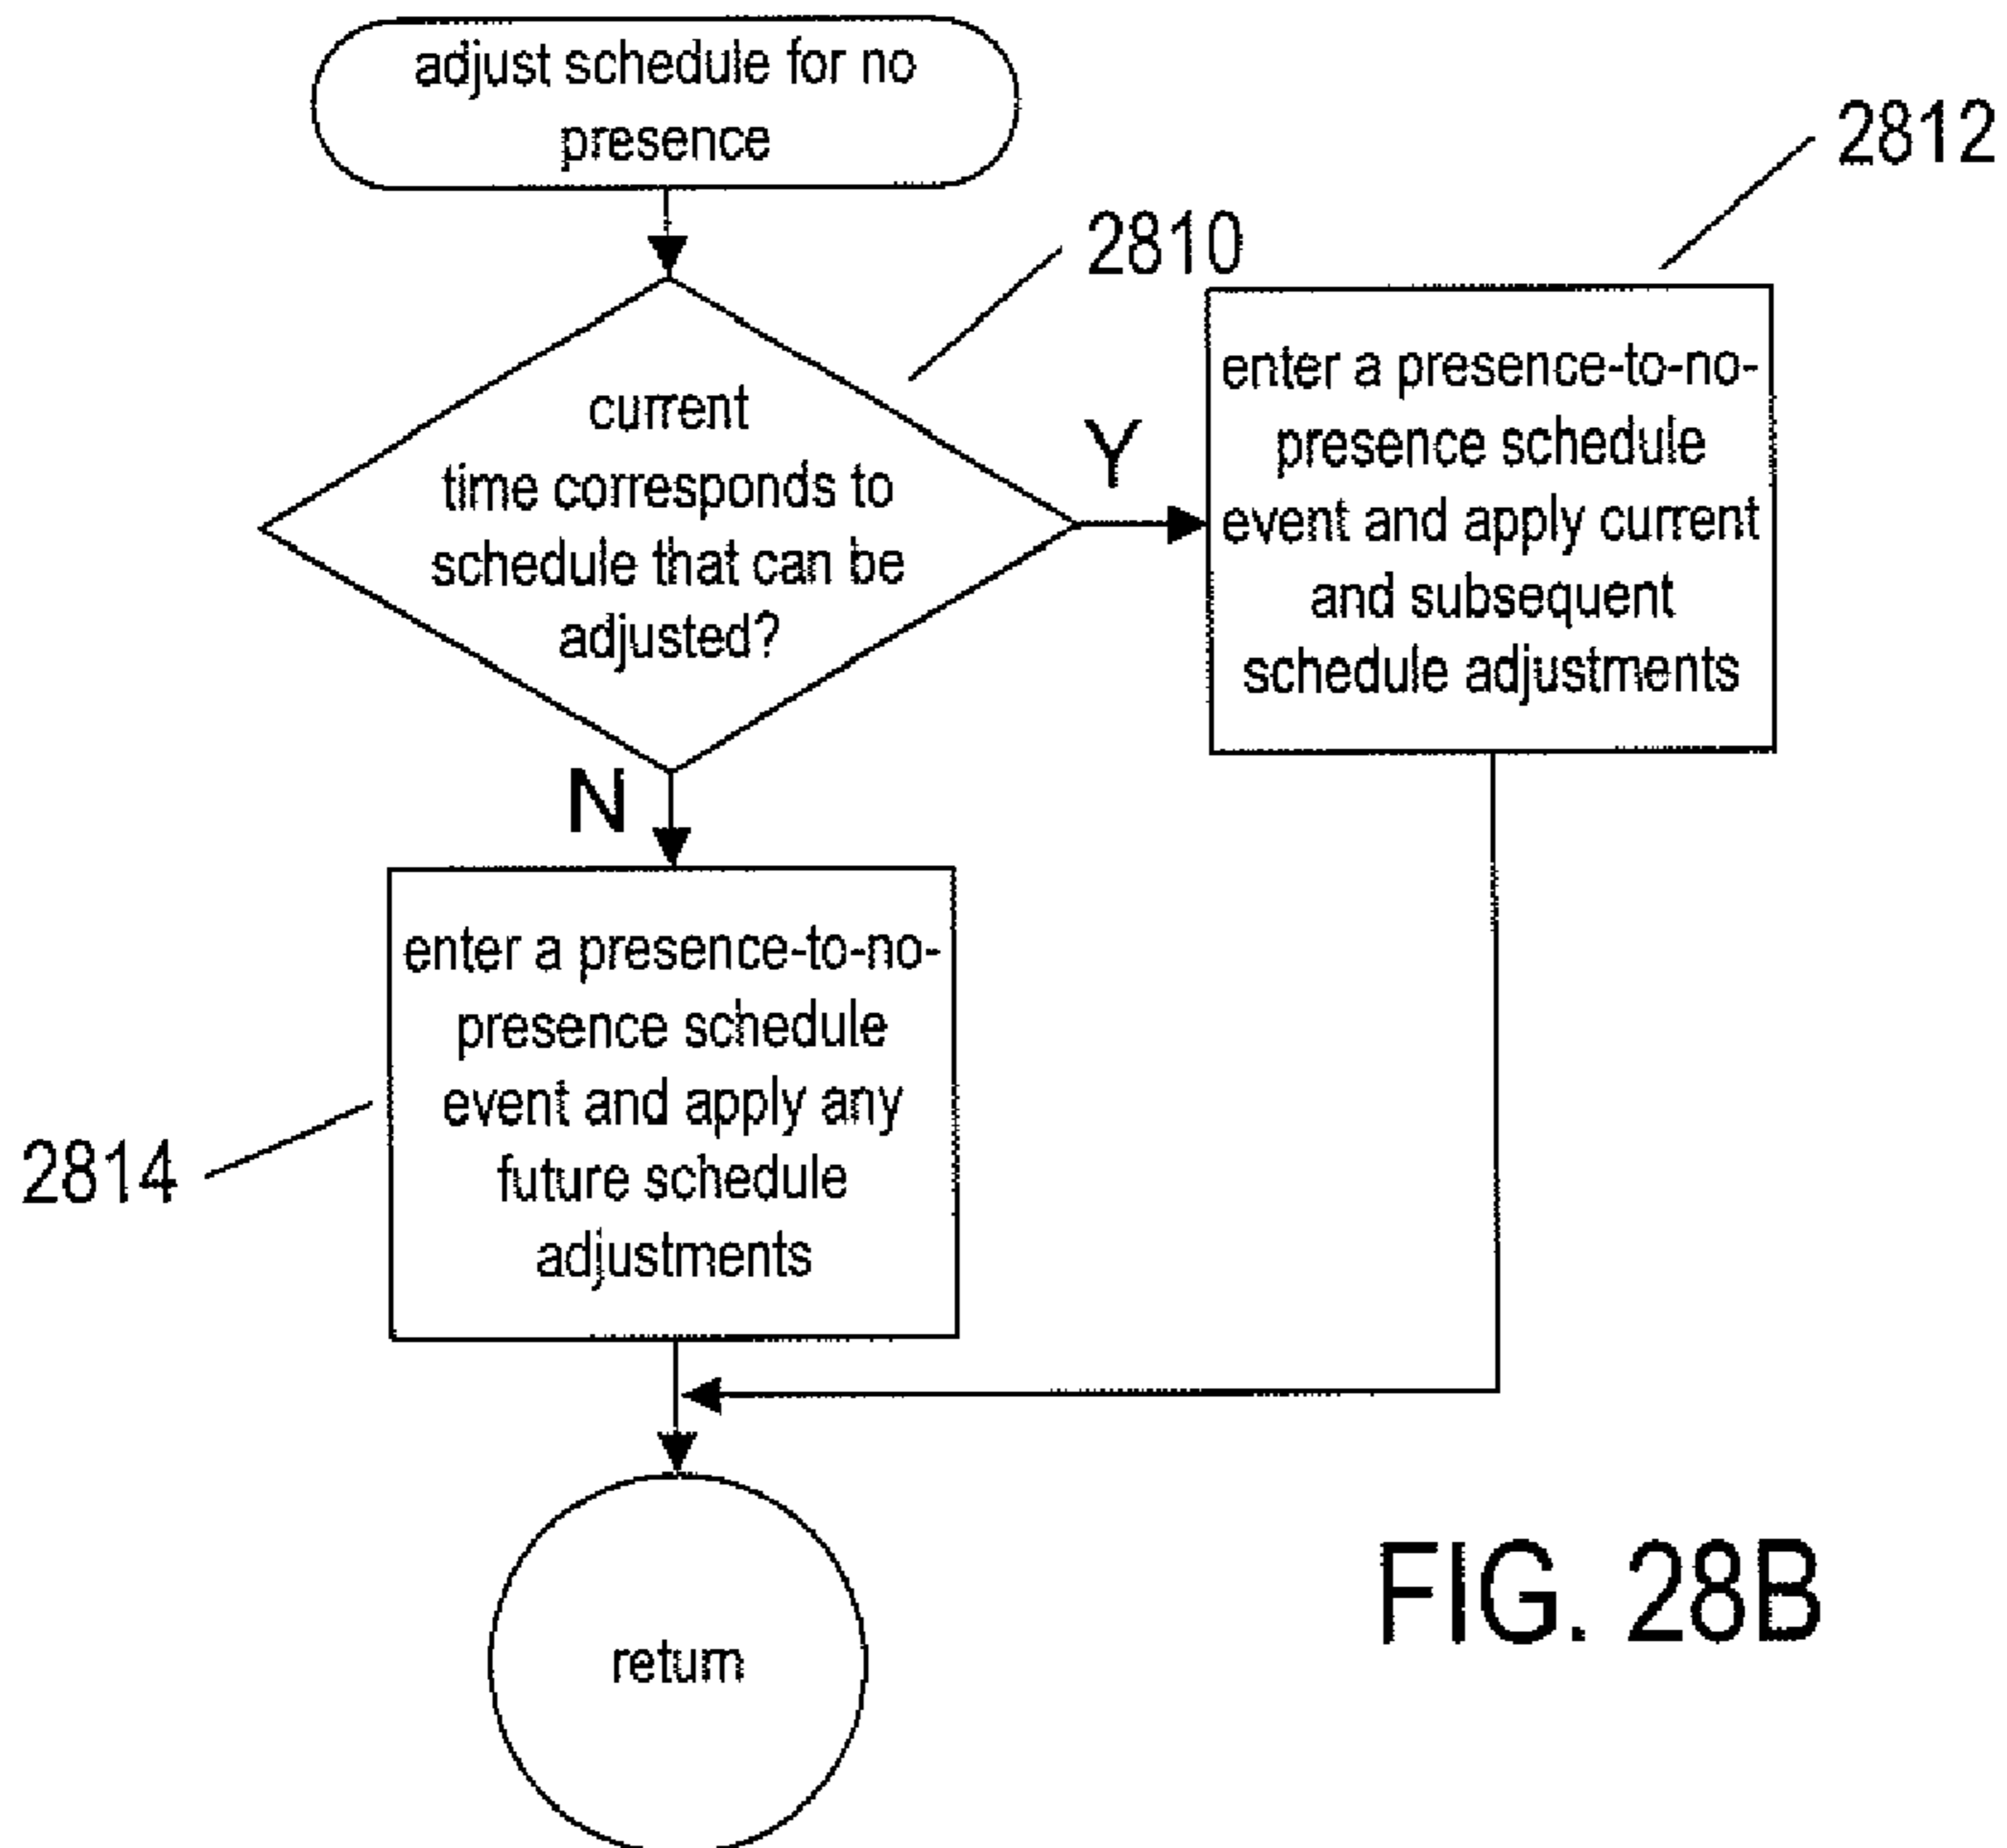 adjust schedule for no
presence
2812
2810
current
time corresponds to
schedule that can be
adjusted?
Y
enter a presence-to-no-
presence schedule
event and apply current
and subsequent
schedule adjustments
N
enter a presence-to-no-
presence schedule
event and apply any
future schedule
adjustments
2814
return
FIG. 28B